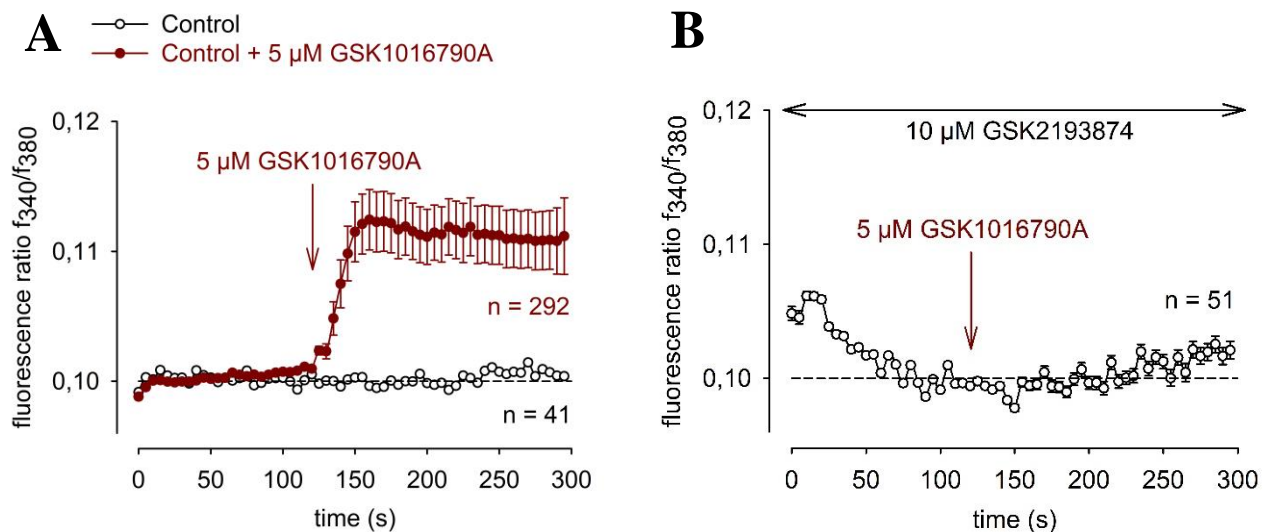 A
Control
Control + 5 µM GSK1016790A
fluorescence ratio f340/f380
0,12
0,11
0,10
5 µM GSK1016790A
n = 292
n = 41
0 50 100 150 200 250 300
time (s)
B
fluorescence ratio f340/f380
0,12
0,11
0,10
10 µM GSK2193874
5 µM GSK1016790A
n = 51
0 50 100 150 200 250 300
time (s)